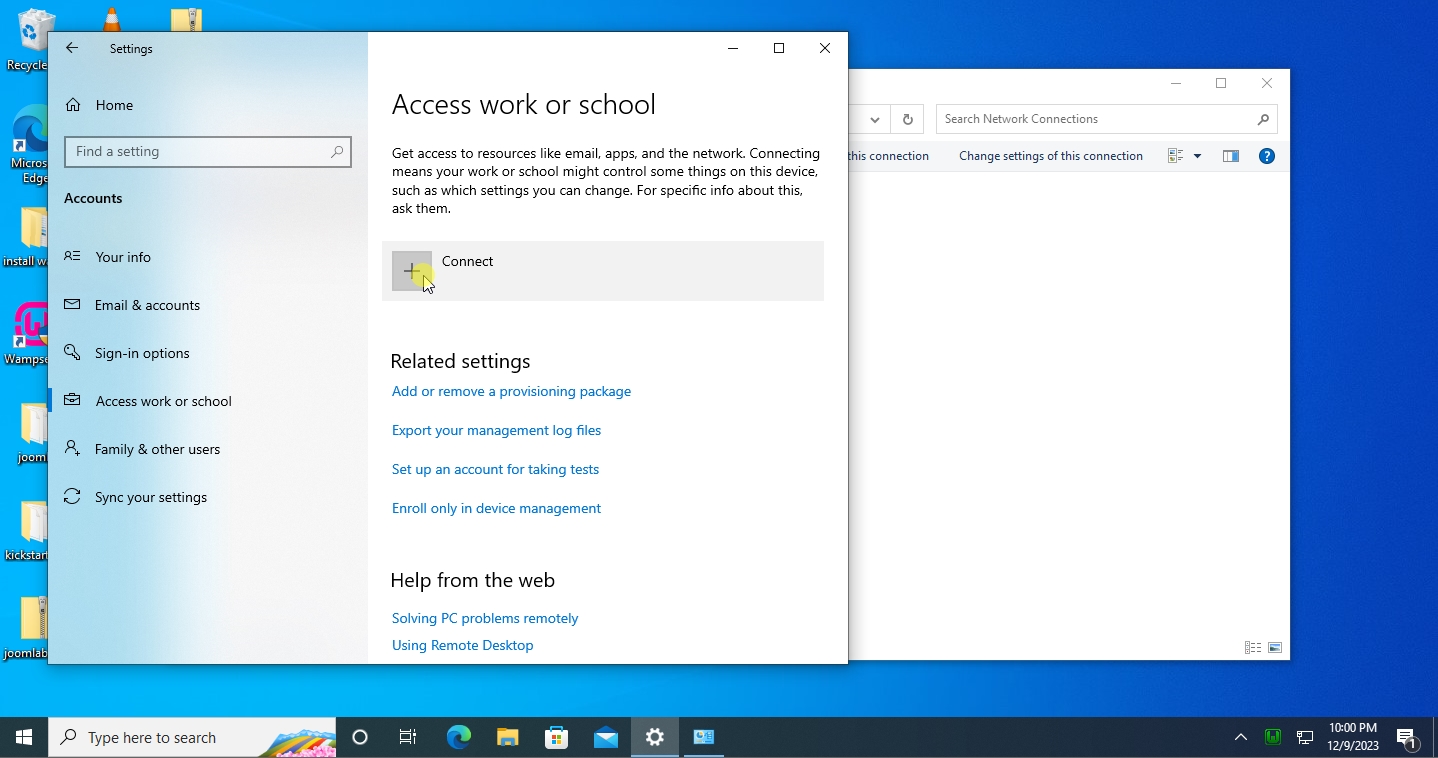 Recycle
Micros
Edge
install w
Wampse
jooml
kickstart
joomlab
Settings
Home
Find a setting
Accounts
Your info
Email & accounts
Sign-in options
Access work or school
Family & other users
Sync your settings
Access work or school
Get access to resources like email, apps, and the network. Connecting
means your work or school might control some things on this device,
such as which settings you can change. For specific info about this,
ask them.
Connect
Related settings
Add or remove a provisioning package
Export your management log files
Set up an account for taking tests
Enroll only in device management
Help from the web
Solving PC problems remotely
Using Remote Desktop
Search Network Connections
this connection
Change settings of this connection
Type here to search
10:00 PM
12/9/2023
1